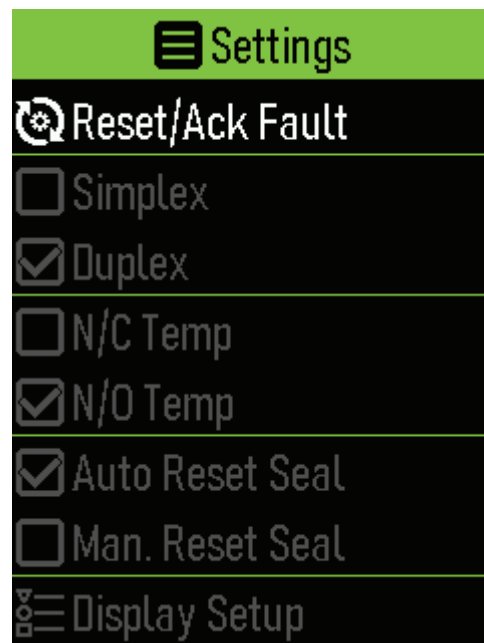 Settings
Reset/Ack Fault
Simplex
Duplex
N/C Temp
N/O Temp
Auto Reset Seal
Man. Reset Seal
Display Setup